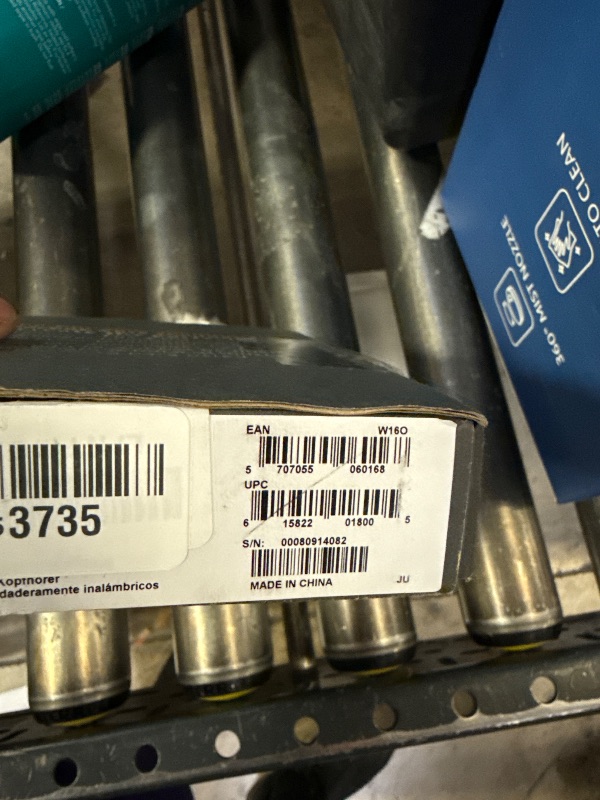 TO CLEAN
360° MIST NOZZLE
EAN W16O
5 707055 060168
UPC
6 15822 01800 5
S/N: 00080914082
MADE IN CHINA JU
3735
Kopfhörer
daderamente inalámbricos